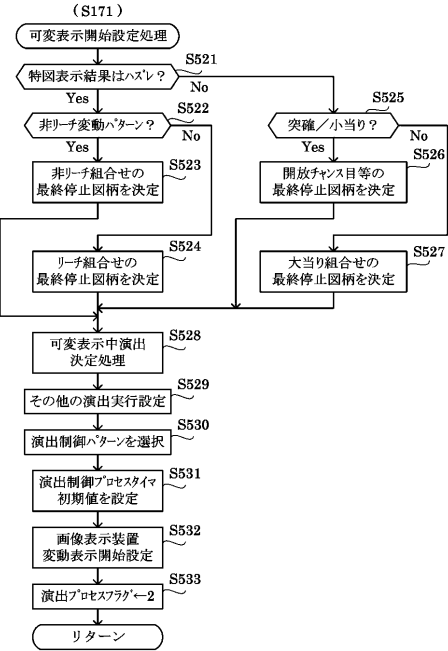 (S171)
可変表示開始設定処理
特図表示結果はﾊｽﾞﾚ？
S521
Yes
No
非リーチ変動ﾊﾟﾀｰﾝ？
S522
Yes
No
突確／小当り？
S525
Yes
No
非リーチ組合せの
最終停止図柄を決定
S523
開放チャンス目等の
最終停止図柄を決定
S526
リーチ組合せの
最終停止図柄を決定
S524
大当り組合せの
最終停止図柄を決定
S527
可変表示中演出
決定処理
S528
その他の演出実行設定
S529
演出制御ﾊﾟﾀｰﾝを選択
S530
演出制御ﾌﾟﾛｾｽﾀｲﾏ
初期値を設定
S531
画像表示装置
変動表示開始設定
S532
演出ﾌﾟﾛｾｽﾌﾗｸﾞ←2
S533
リターン